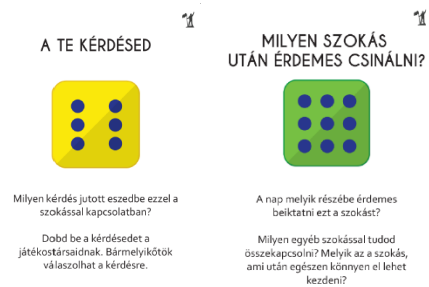 A TE KÉRDÉSED
Milyen kérdés jutott eszedbe ezzel a
szokással kapcsolatban?
Dobd be a kérdésedet a
játékostársaidnak. Bármelyikőtök
válaszolhat a kérdésre.
MILYEN SZOKÁS
UTÁN ÉRDEMES CSINÁLNI?
A nap melyik részébe érdemes
beiktatni ezt a szokást?
Milyen egyéb szokással tudod
összekapcsolni? Melyik az a szokás,
ami után egészen könnyen el lehet
kezdeni?